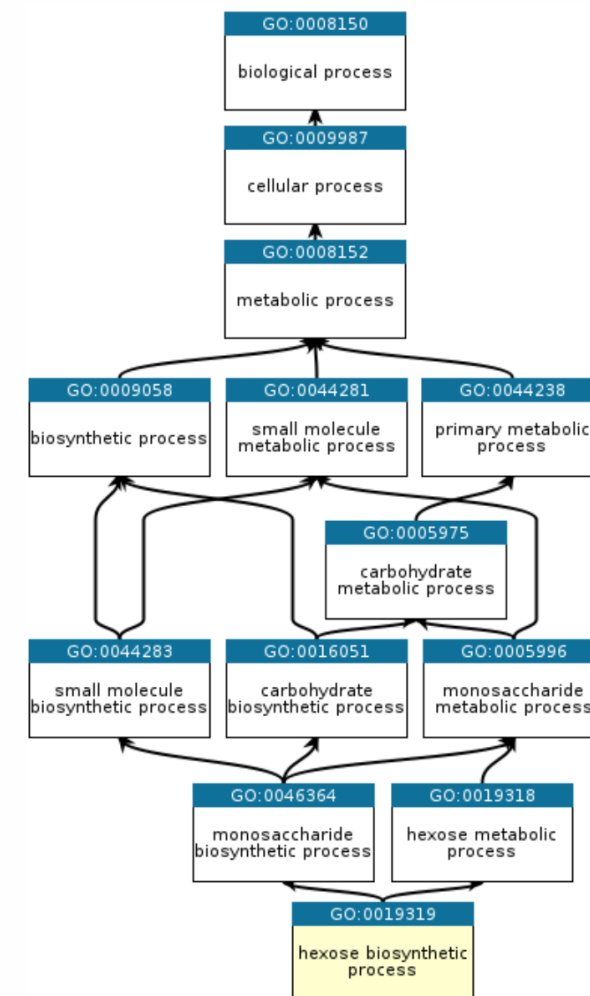 GO:0008150
biological process
GO:0009987
cellular process
GO:0008152
metabolic process
GO:0009058
biosynthetic process
GO:0044281
small molecule
metabolic process
GO:0044238
primary metabolic
process
GO:0005975
carbohydrate
metabolic process
GO:0044283
small molecule
biosynthetic process
GO:0016051
carbohydrate
biosynthetic process
GO:0005996
monosaccharide
metabolic process
GO:0046364
monosaccharide
biosynthetic process
GO:0019318
hexose metabolic
process
GO:0019319
hexose biosynthetic
process